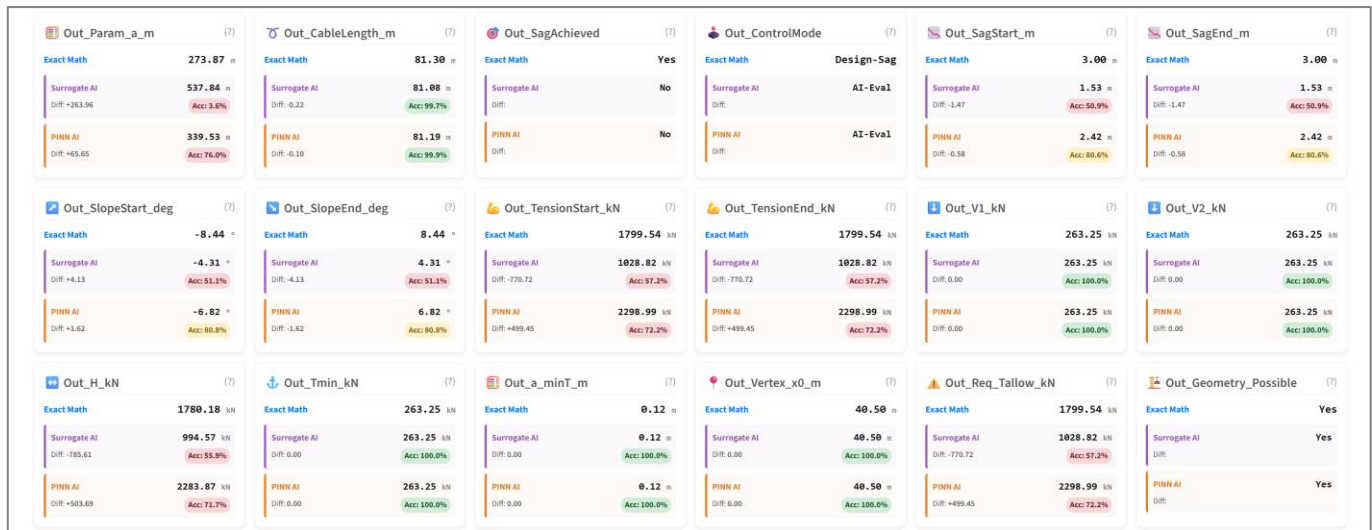 Out_Param_a_m (?)
Exact Math 273.87 m
Surrogate AI 537.84 m
Diff: +263.96 Acc: 3.6%
PINN AI 339.53 m
Diff: +65.65 Acc: 76.0%
Out_CableLength_m (?)
Exact Math 81.30 m
Surrogate AI 81.08 m
Diff: -0.22 Acc: 99.7%
PINN AI 81.19 m
Diff: -0.10 Acc: 99.9%
Out_SagAchieved (?)
Exact Math Yes
Surrogate AI No
Diff:
PINN AI No
Diff:
Out_ControlMode (?)
Exact Math Design-Sag
Surrogate AI AI-Eval
Diff:
PINN AI AI-Eval
Diff:
Out_SagStart_m (?)
Exact Math 3.00 m
Surrogate AI 1.53 m
Diff: -1.47 Acc: 50.9%
PINN AI 2.42 m
Diff: -0.58 Acc: 80.6%
Out_SagEnd_m (?)
Exact Math 3.00 m
Surrogate AI 1.53 m
Diff: -1.47 Acc: 50.9%
PINN AI 2.42 m
Diff: -0.58 Acc: 80.6%
Out_SlopeStart_deg (?)
Exact Math -8.44 °
Surrogate AI -4.31 °
Diff: +4.13 Acc: 51.1%
PINN AI -6.82 °
Diff: +1.62 Acc: 80.8%
Out_SlopeEnd_deg (?)
Exact Math 8.44 °
Surrogate AI 4.31 °
Diff: -4.13 Acc: 51.1%
PINN AI 6.82 °
Diff: -1.62 Acc: 80.8%
Out_TensionStart_kN (?)
Exact Math 1799.54 kN
Surrogate AI 1028.82 kN
Diff: -770.72 Acc: 57.2%
PINN AI 2298.99 kN
Diff: +499.45 Acc: 72.2%
Out_TensionEnd_kN (?)
Exact Math 1799.54 kN
Surrogate AI 1028.82 kN
Diff: -770.72 Acc: 57.2%
PINN AI 2298.99 kN
Diff: +499.45 Acc: 72.2%
Out_V1_kN (?)
Exact Math 263.25 kN
Surrogate AI 263.25 kN
Diff: 0.00 Acc: 100.0%
PINN AI 263.25 kN
Diff: 0.00 Acc: 100.0%
Out_V2_kN (?)
Exact Math 263.25 kN
Surrogate AI 263.25 kN
Diff: 0.00 Acc: 100.0%
PINN AI 263.25 kN
Diff: 0.00 Acc: 100.0%
Out_H_kN (?)
Exact Math 1780.18 kN
Surrogate AI 994.57 kN
Diff: -785.61 Acc: 55.9%
PINN AI 2283.87 kN
Diff: +503.69 Acc: 71.7%
Out_Tmin_kN (?)
Exact Math 263.25 kN
Surrogate AI 263.25 kN
Diff: 0.00 Acc: 100.0%
PINN AI 263.25 kN
Diff: 0.00 Acc: 100.0%
Out_a_minT_m (?)
Exact Math 0.12 m
Surrogate AI 0.12 m
Diff: 0.00 Acc: 100.0%
PINN AI 0.12 m
Diff: 0.00 Acc: 100.0%
Out_Vertex_x0_m (?)
Exact Math 40.50 m
Surrogate AI 40.50 m
Diff: 0.00 Acc: 100.0%
PINN AI 40.50 m
Diff: 0.00 Acc: 100.0%
Out_Req_Tallow_kN (?)
Exact Math 1799.54 kN
Surrogate AI 1028.82 kN
Diff: -770.72 Acc: 57.2%
PINN AI 2298.99 kN
Diff: +499.45 Acc: 72.2%
Out_Geometry_Possible (?)
Exact Math Yes
Surrogate AI Yes
Diff:
PINN AI Yes
Diff: